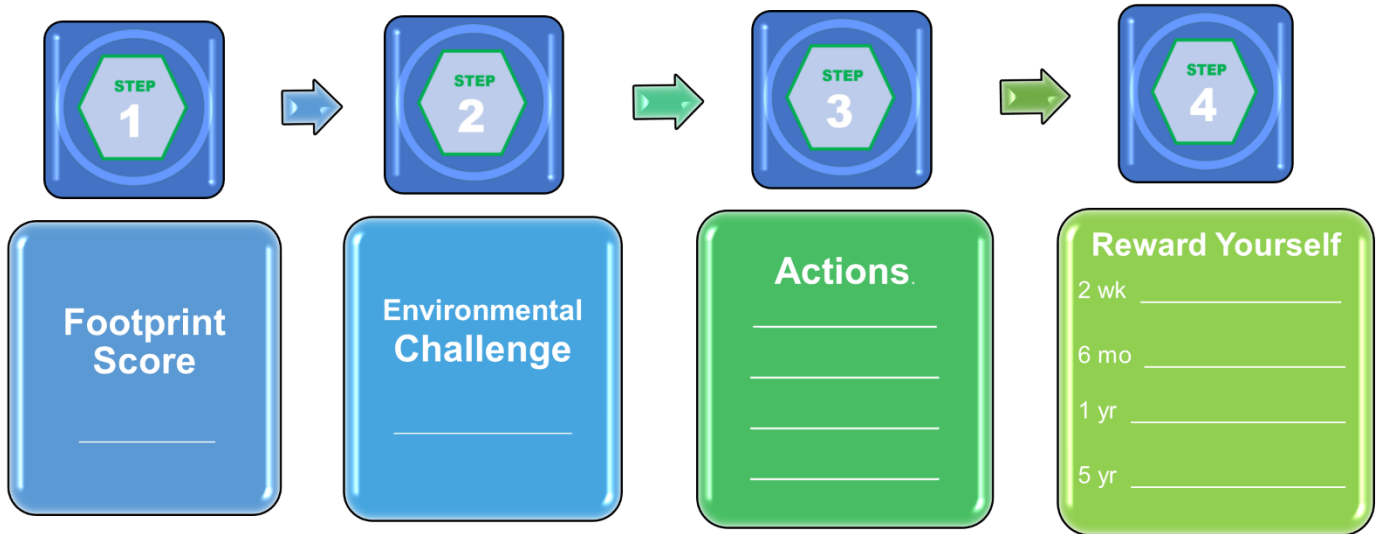 STEP
1
STEP
2
STEP
3
STEP
4
Footprint
Score
Environmental
Challenge
Actions.
Reward Yourself
2 wk
6 mo
1 yr
5 yr